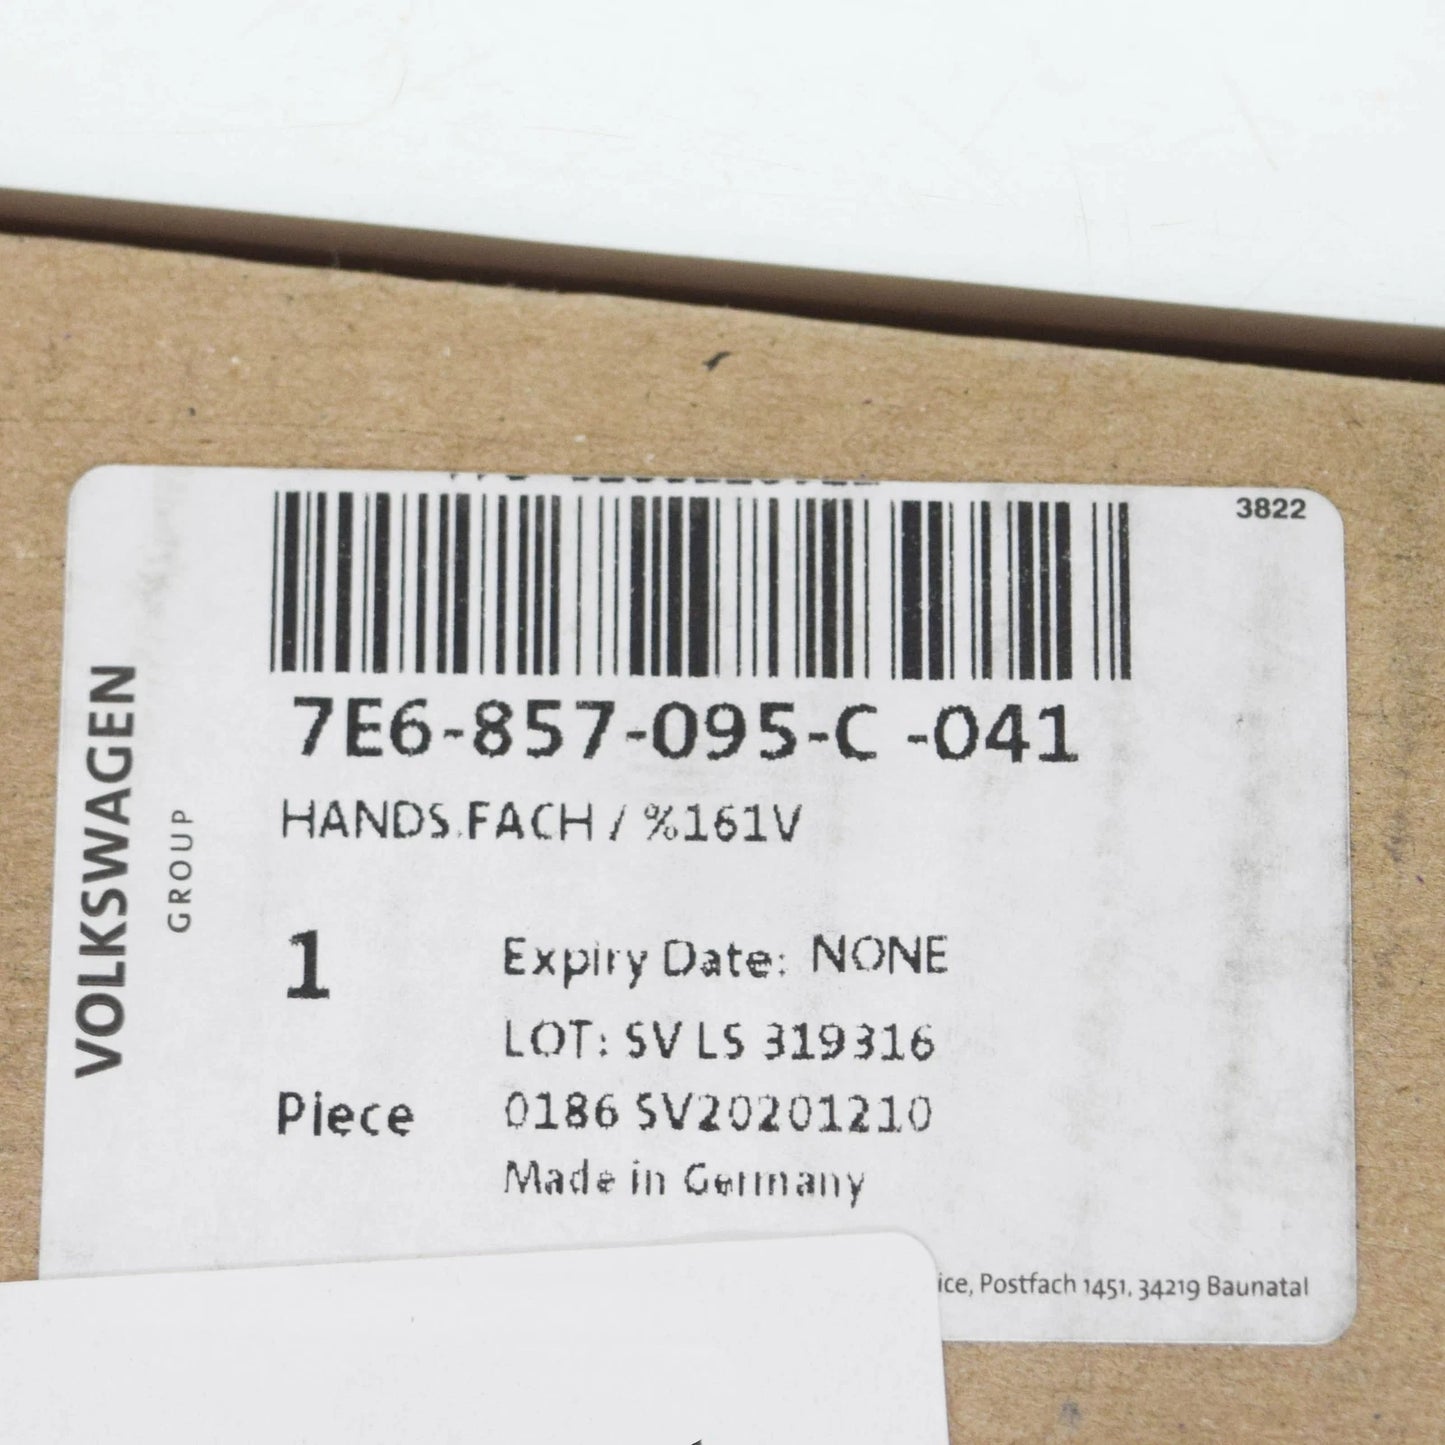 3822
7E6-857-095-C -041
HANDS.FACH / %161V
VOLKSWAGEN
GROUP
1
Expiry Date: NONE
LOT: SV LS 319316
Piece
0186 SV20201210
Made in Germany
ice, Postfach 1451, 34219 Baunatal